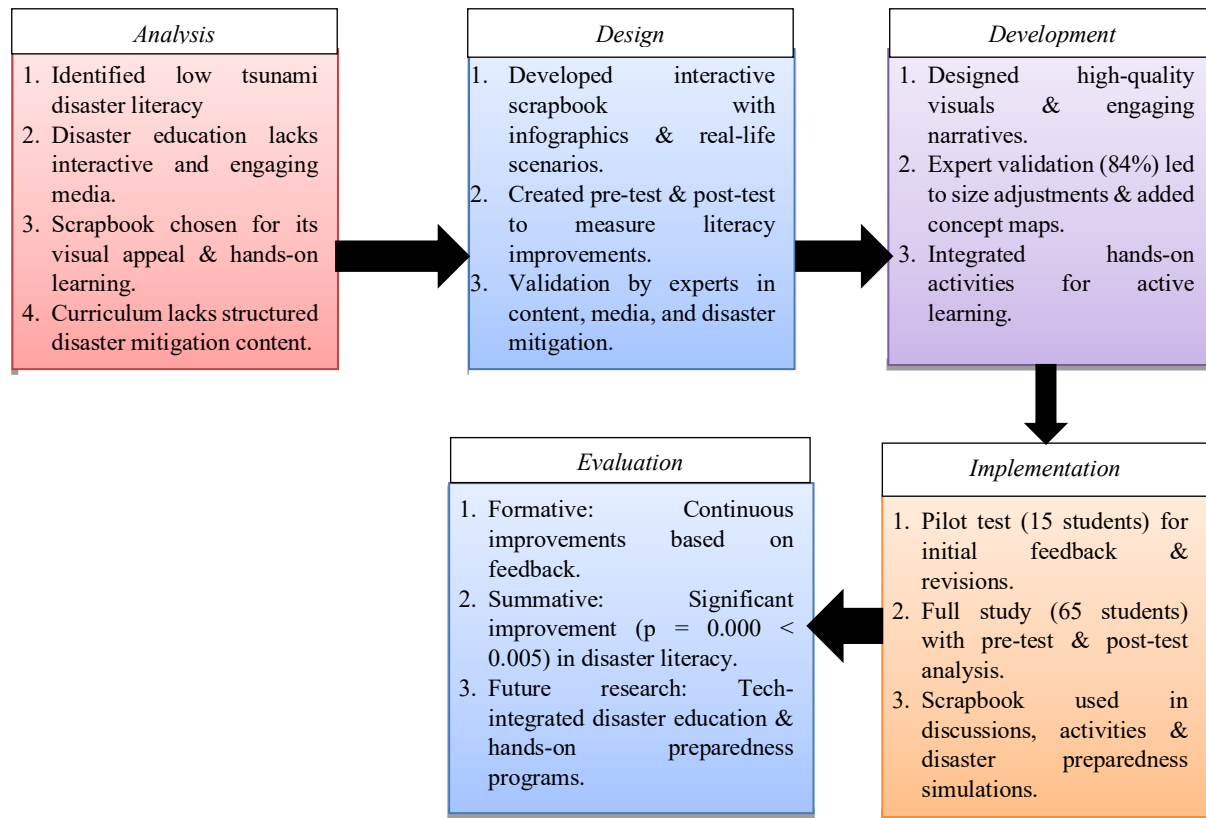 Analysis
1. Identified low tsunami
disaster literacy
2. Disaster education lacks
interactive and engaging
media.
3. Scrapbook chosen for its
visual appeal & hands-on
learning.
4. Curriculum lacks structured
disaster mitigation content.
Design
1. Developed interactive
scrapbook with
infographics & real-life
scenarios.
2. Created pre-test & post-test
to measure literacy
improvements.
3. Validation by experts in
content, media, and disaster
mitigation.
Development
1. Designed high-quality
visuals & engaging
narratives.
2. Expert validation (84%) led
to size adjustments & added
concept maps.
3. Integrated hands-on
activities for active
learning.
Implementation
1. Pilot test (15 students) for
initial feedback &
revisions.
2. Full study (65 students)
with pre-test & post-test
analysis.
3. Scrapbook used in
discussions, activities &
disaster preparedness
simulations.
Evaluation
1. Formative: Continuous
improvements based on
feedback.
2. Summative: Significant
improvement (p = 0.000 <
0.005) in disaster literacy.
3. Future research: Tech-
integrated disaster education &
hands-on preparedness
programs.